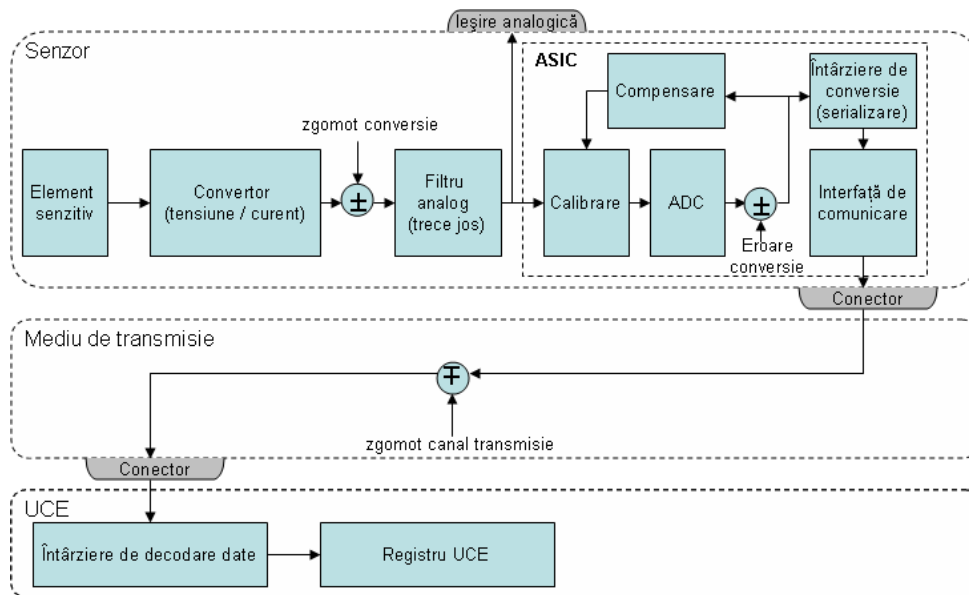 Ieşire analogică
Senzor
ASIC
Compensare
Întârziere de
conversie
(serializare)
zgomot conversie
Element
senzitiv
Convertor
(tensiune / curent)
±
Filtru
analog
(trece jos)
Calibrare
ADC
±
Interfaţă de
comunicare
Eroare
conversie
Conector
Mediu de transmisie
∓
zgomot canal transmisie
Conector
UCE
Întârziere de decodare date
Registru UCE